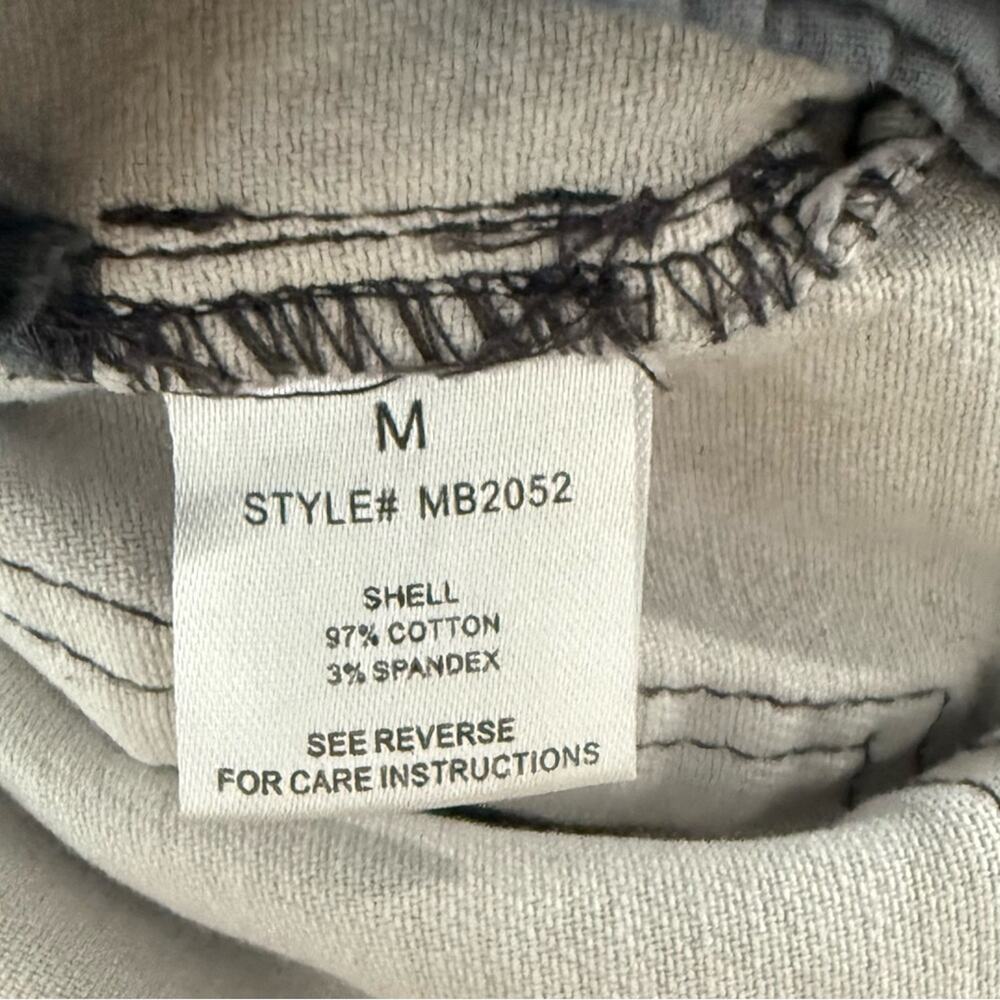 M
STYLE# MB2052
SHELL
97% COTTON
3% SPANDEX
SEE REVERSE
FOR CARE INSTRUCTIONS